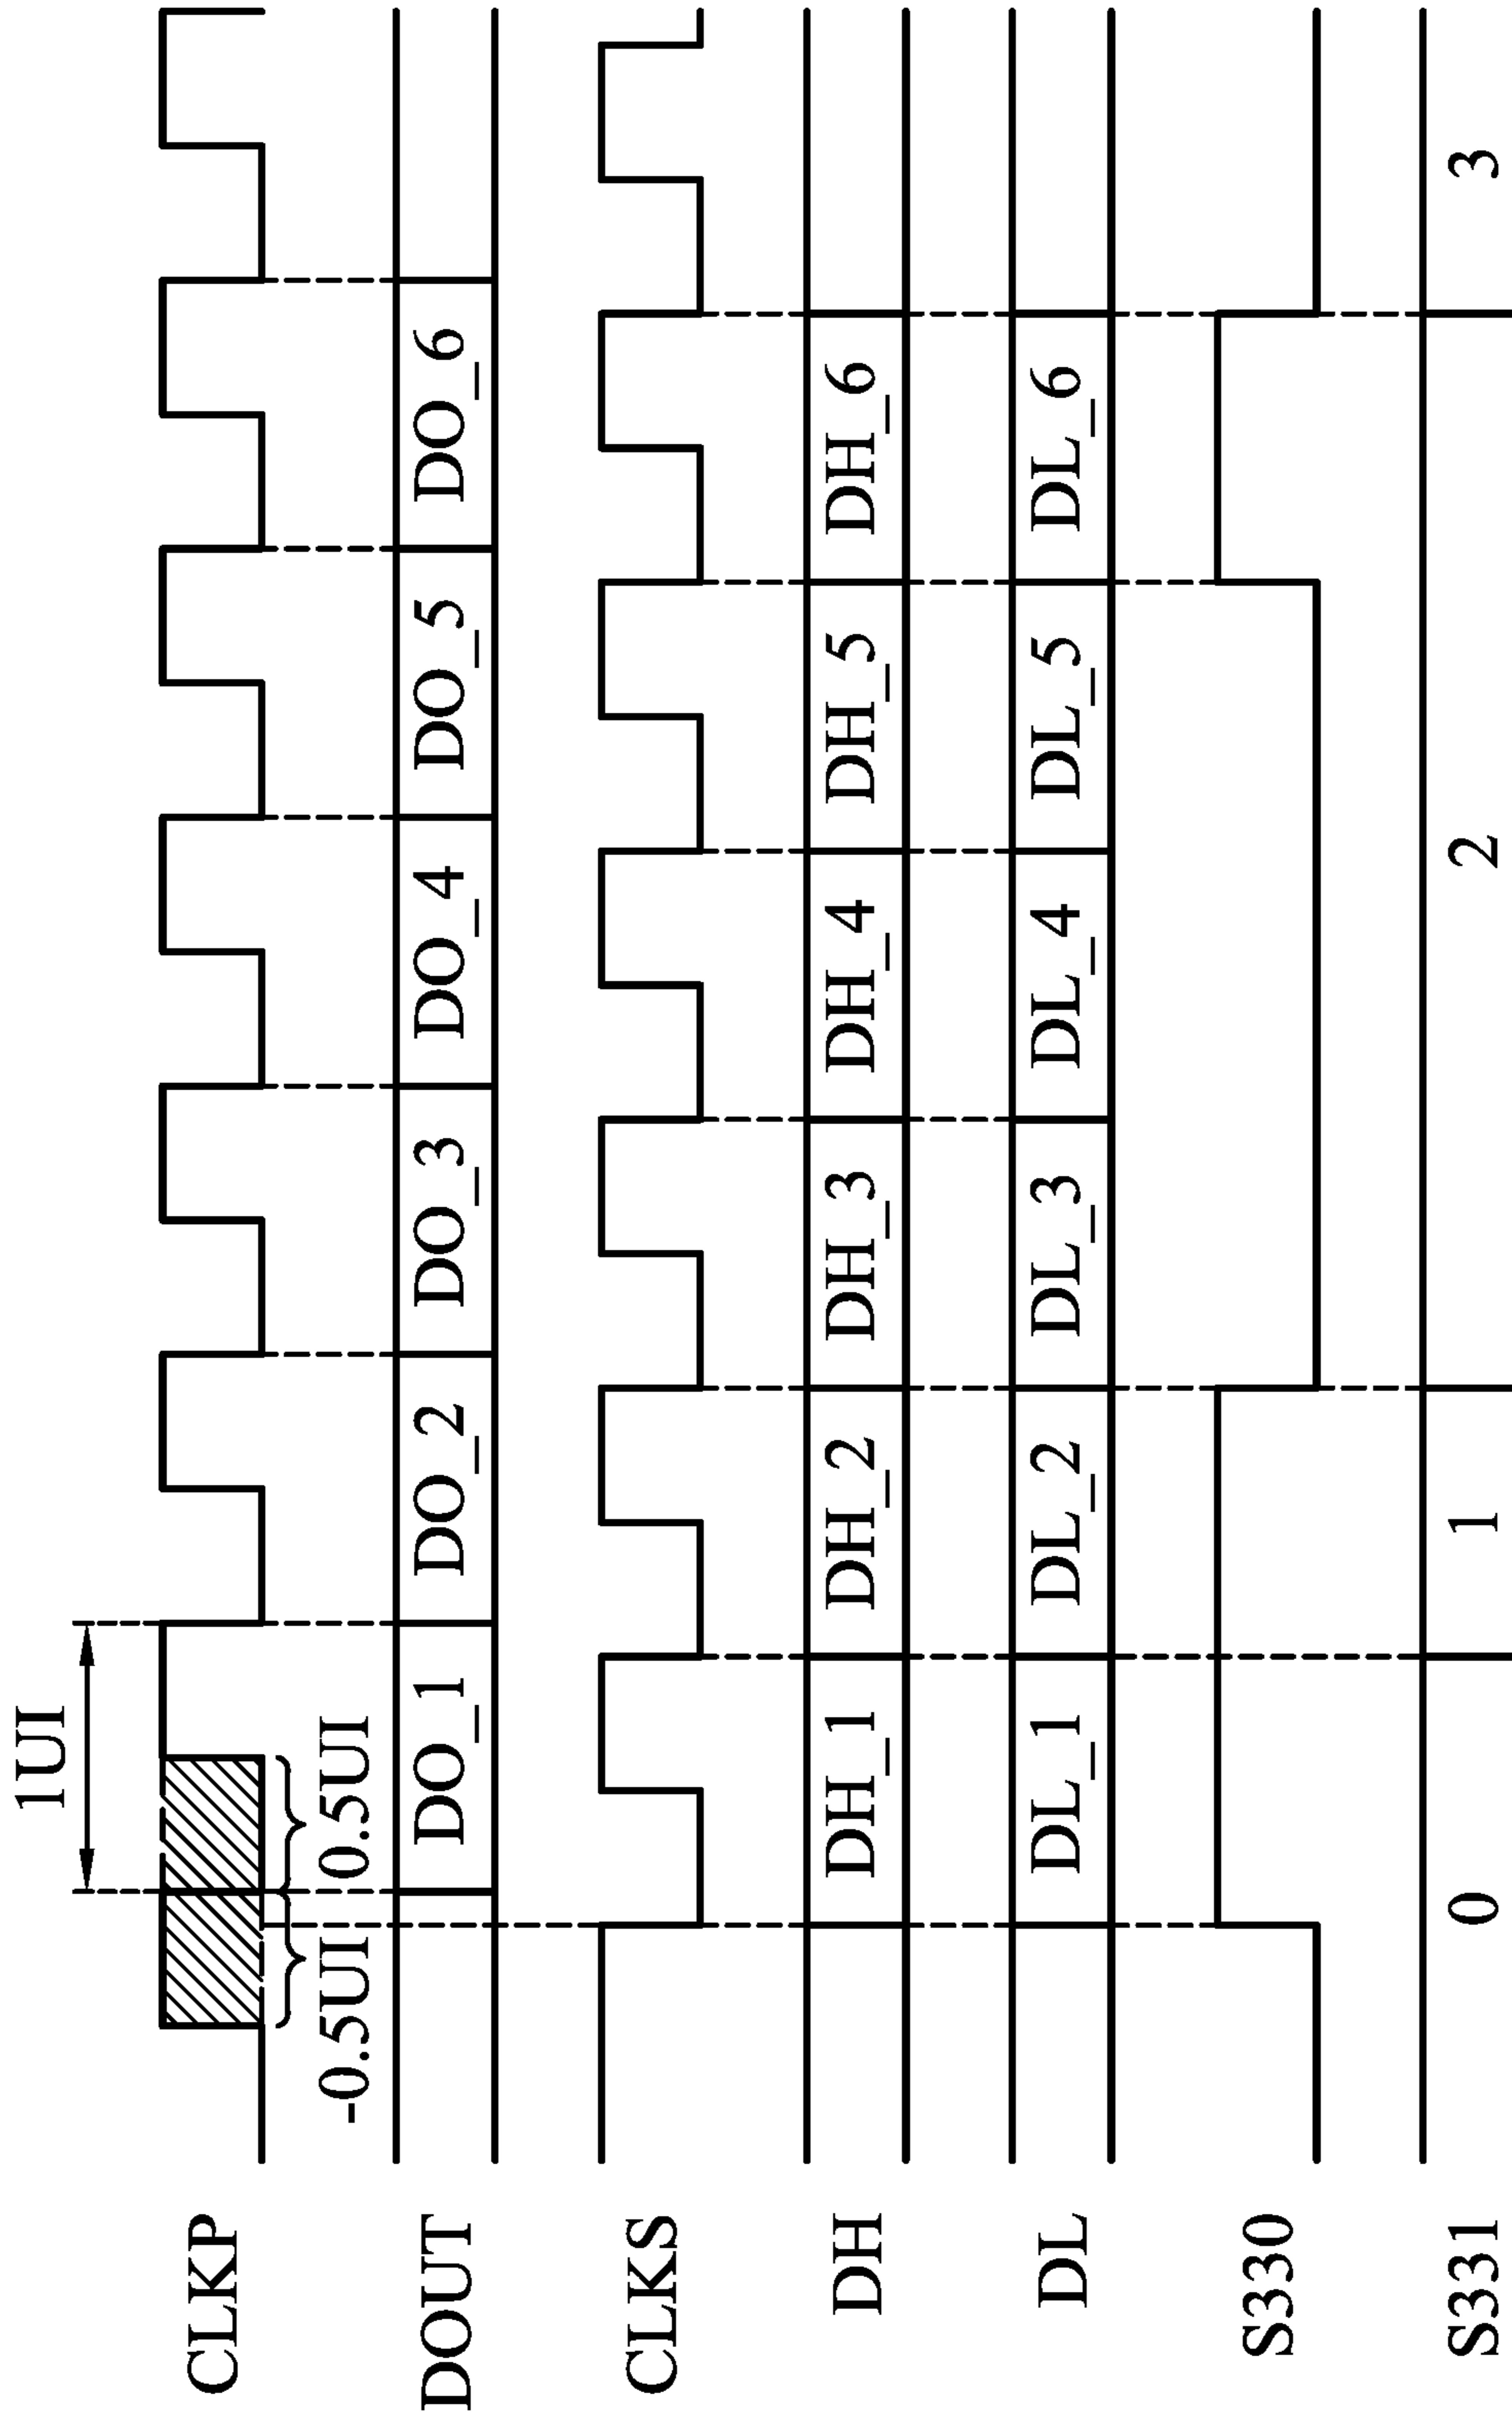 1UI
CLKP
-0.5UI 0.5UI
DOUT DO_1 DO_2 DO_3 DO_4 DO_5 DO_6
CLKS
DH DH_1 DH_2 DH_3 DH_4 DH_5 DH_6
DL DL_1 DL_2 DL_3 DL_4 DL_5 DL_6
S330
S331 0 1 2 3